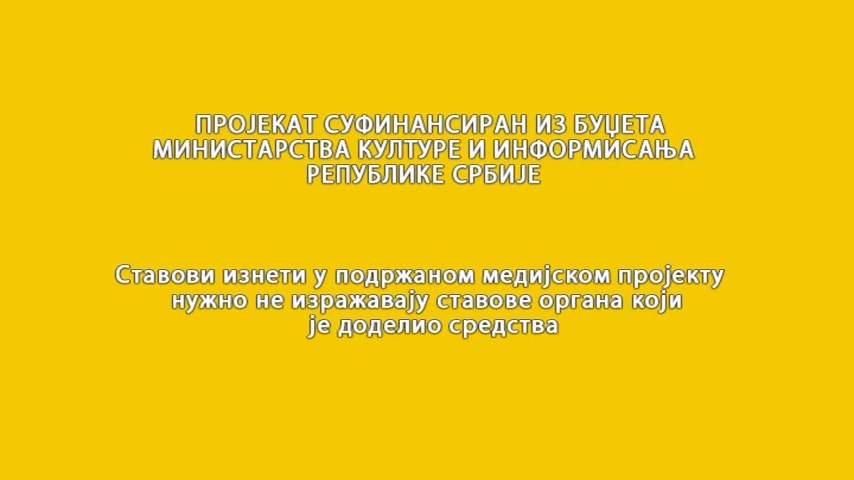 ПРОЈЕКАТ СУФИНАНСИРАН ИЗ БУЏЕТА
МИНИСТАРСТВА КУЛТУРЕ И ИНФОРМИСАЊА
РЕПУБЛИКЕ СРБИЈЕ
Ставови изнети у подржаном медијском пројекту
нужно не изражавају ставове органа који
је доделио средства